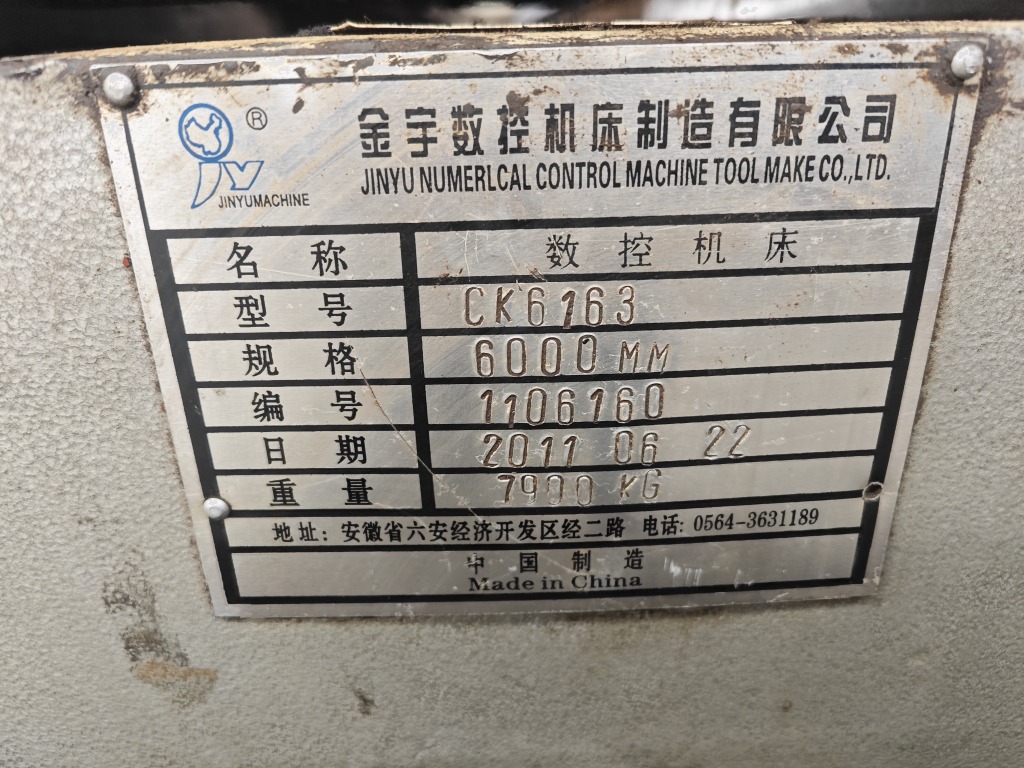 金宇数控机床制造有限公司
JINYU NUMERLCAL CONTROL MACHINE TOOL MAKE CO.,LTD.
®
JY
JINYUMACHINE
名 称 数 控 机 床
型 号 CK6163
规 格 6000 MM
编 号 1106160
日 期 2011 06 22
重 量 7900 KG
地址: 安徽省六安经济开发区经二路 电话: 0564-3631189
中 国 制 造
Made in China